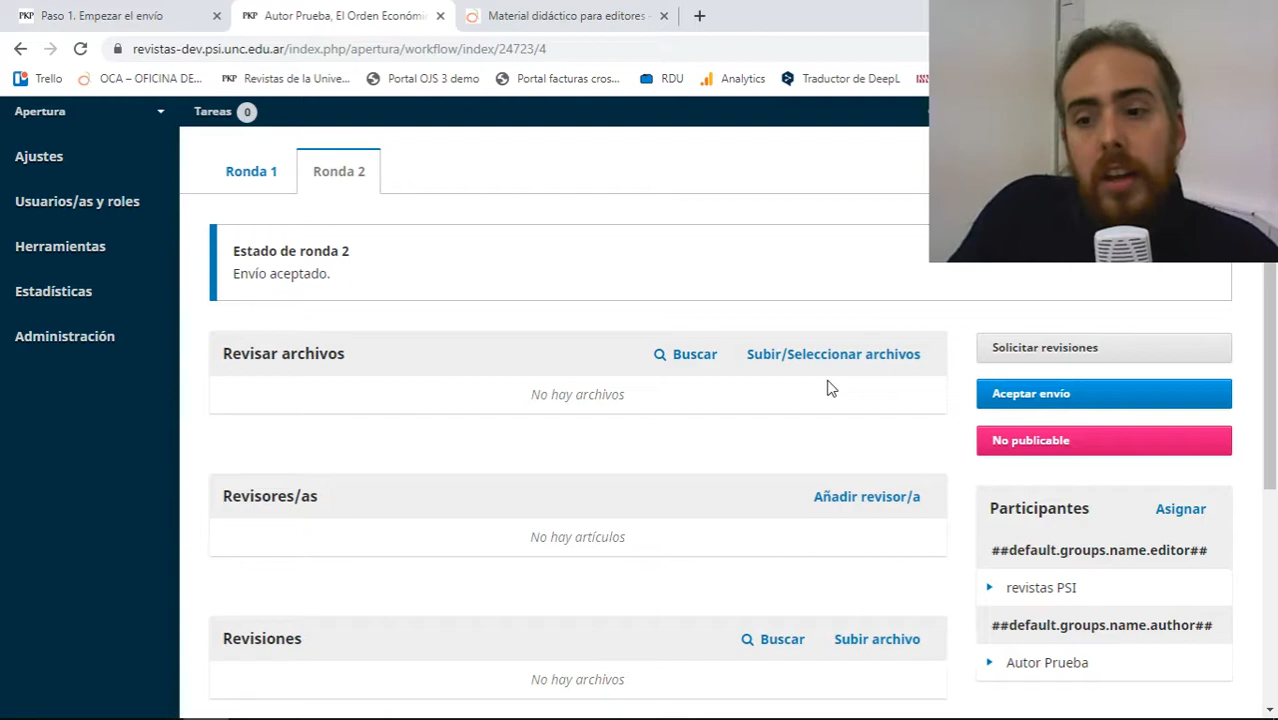 PKP Paso 1. Empezar el envío
PKP Autor Prueba, El Orden Económi
Material didáctico para editores -
revistas-dev.psi.unc.edu.ar/index.php/apertura/workflow/index/24723/4
Trello
OCA – OFICINA DE...
PKP Revistas de la Unive...
Portal OJS 3 demo
Portal facturas cros...
RDU
Analytics
Traductor de DeepL
Apertura
Tareas 0
Ajustes
Usuarios/as y roles
Herramientas
Estadísticas
Administración
Ronda 1
Ronda 2
Estado de ronda 2
Envío aceptado.
Revisar archivos
Buscar
Subir/Seleccionar archivos
No hay archivos
Revisores/as
Añadir revisor/a
No hay artículos
Revisiones
Buscar
Subir archivo
No hay archivos
Solicitar revisiones
Aceptar envío
No publicable
Participantes
Asignar
##default.groups.name.editor##
revistas PSI
##default.groups.name.author##
Autor Prueba